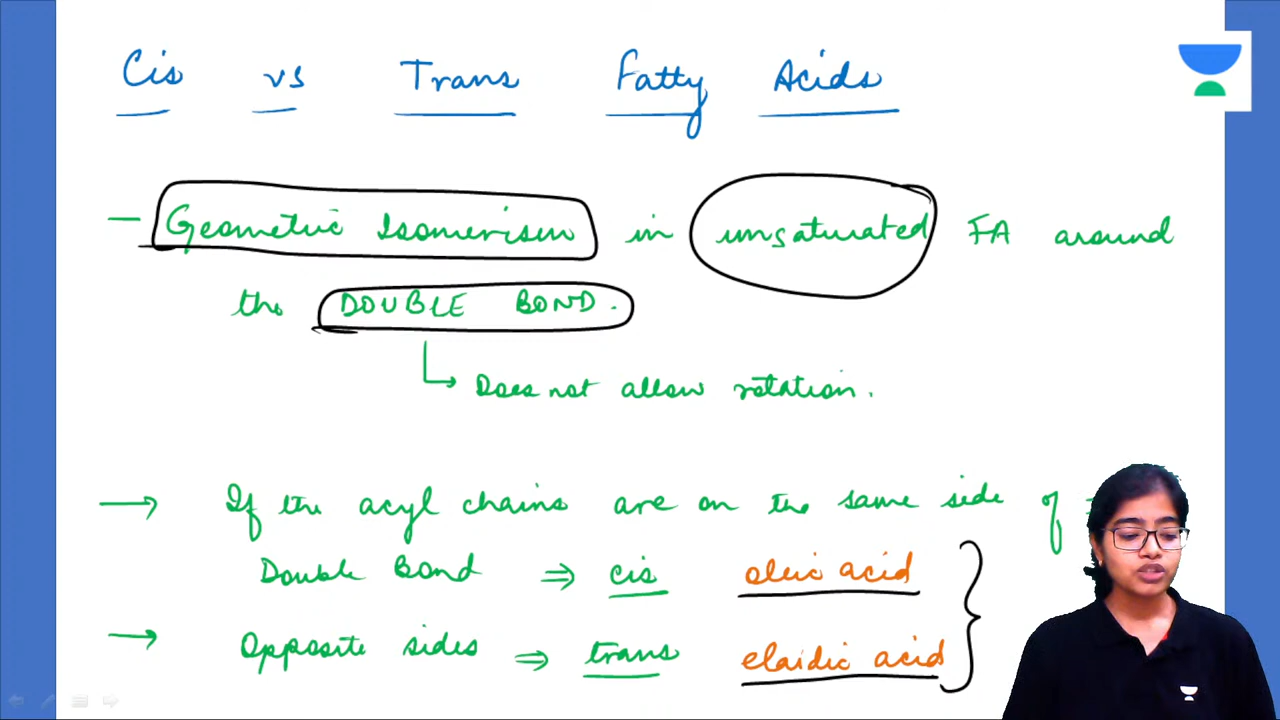 Cis vs Trans Fatty Acids
- Geometric Isomerism in unsaturated FA around
the DOUBLE BOND.
↳ Does not allow rotation.
→ If the acyl chains are on the same side of
Double Bond ⇒ cis oleic acid
→ Opposite sides ⇒ trans elaidic acid